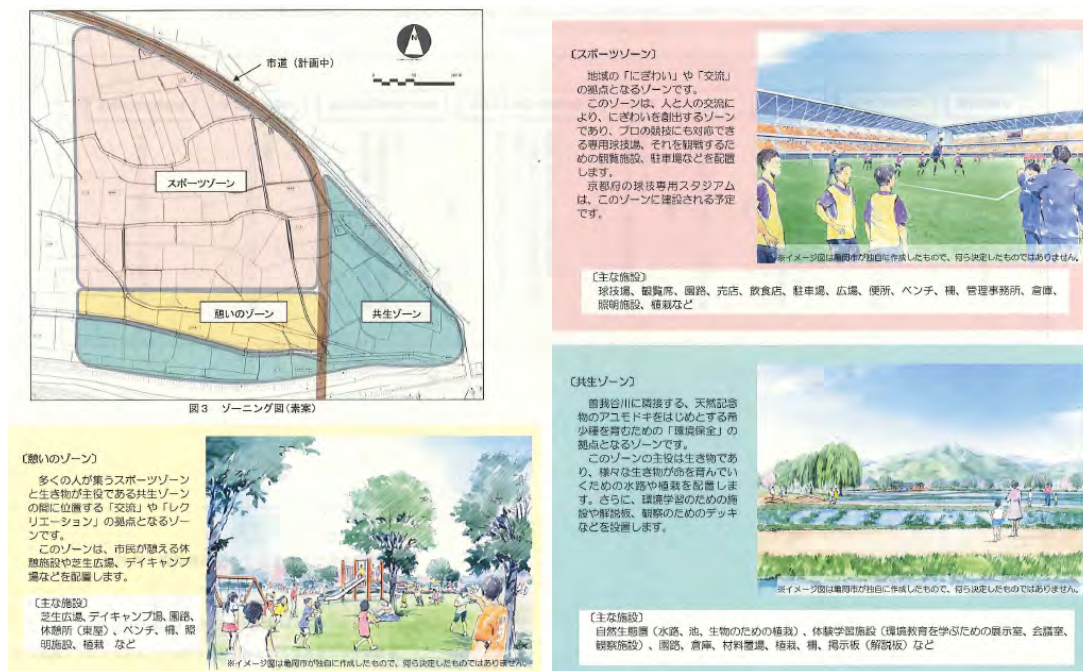 N
市道（計画中）
スポーツゾーン
憩いのゾーン
共生ゾーン
図３　ゾーニング図（素案）
〔憩いのゾーン〕
多くの人が集うスポーツゾーン
と生き物が主役である共生ゾーン
の間に位置する「交流」や「レク
リエーション」の拠点となるゾー
ンです。
このゾーンは、市民が憩える休
憩施設や芝生広場、デイキャンプ
場などを配置します。
〔主な施設〕
芝生広場、デイキャンプ場、園路、
休憩所（東屋）、ベンチ、柵、照
明施設、植栽　など
※イメージ図は亀岡市が独自に作成したもので、何ら決定したものではありません。
〔スポーツゾーン〕
地域の「にぎわい」や「交流」
の拠点となるゾーンです。
このゾーンは、人と人の交流に
より、にぎわいを創出するゾーン
であり、プロの競技にも対応でき
る専用球技場、それを観戦するた
めの観覧施設、駐車場などを配置
します。
京都府の球技専用スタジアム
は、このゾーンに建設される予定
です。
※イメージ図は亀岡市が独自に作成したもので、何ら決定したものではありません。
〔主な施設〕
球技場、観覧席、園路、売店、飲食店、駐車場、広場、便所、ベンチ、柵、管理事務所、倉庫、
照明施設、植栽など
〔共生ゾーン〕
曽我谷川に隣接する、天然記念
物のアユモドキをはじめとする希
少種を育むための「環境保全」の
拠点となるゾーンです。
このゾーンの主役は生き物であ
り、様々な生き物が命を育んでい
くための水路や植栽を配置しま
す。さらに、環境学習のための施
設や解説板、観察のためのデッキ
などを設置します。
※イメージ図は亀岡市が独自に作成したもので、何ら決定したものではありません。
〔主な施設〕
自然生態園（水路、池、生物のための植栽）、体験学習施設（環境教育を学ぶための展示室、会議室、
観察施設）、園路、倉庫、材料置場、植栽、柵、掲示板（解説板）など